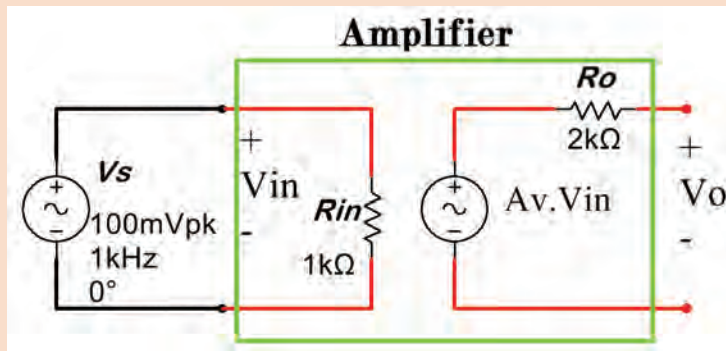 Amplifier
Vs
100mVpk
1kHz
0°
+
Vin
-
Rin
1kΩ
+
~
-
Av.Vin
Ro
2kΩ
+
Vo
-